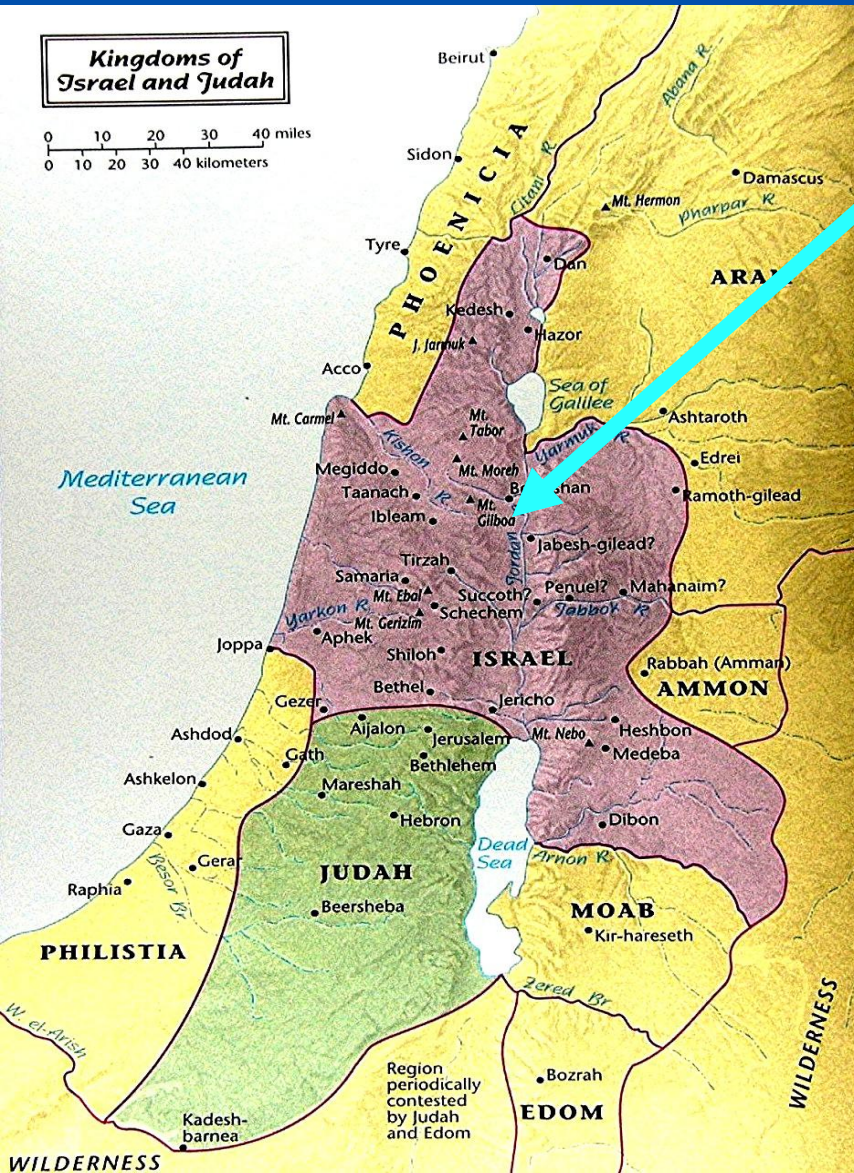 Kingdoms of
Israel and Judah
0 10 20 30 40 miles
0 10 20 30 40 kilometers
Beirut
Abana R.
Sidon
PHOENICIA
Litani R.
Damascus
Mt. Hermon
Pharpar R.
Tyre
Dan
Kedesh
Hazor
J. Jarmuk
Acco
Sea of
Galilee
Mt. Carmel
Mt.
Tabor
Ashtaroth
Kishon
R.
Yarmuk R
Mt. Moreh
Edrei
Mediterranean
Sea
Megiddo
Taanach
Mt.
Gilboa
Ramoth-gilead
Ibleam
Jordan
Jabesh-gilead?
Tirzah
Samaria
Mt. Ebal
Succoth?
Penuel?
Mahanaim?
Yarkon R.
Mt. Gerizim
Schechem
Jabbok R
Aphek
Joppa
Shiloh
ISRAEL
Rabbah (Amman)
AMMON
Bethel
Gezer
Jericho
Aijalon
Ashdod
Jerusalem
Mt. Nebo
Heshbon
Gath
Bethlehem
Medeba
Ashkelon
Mareshah
Hebron
Dibon
Gaza
Dead
Sea
Arnon R.
Gerar
Besor Br.
Raphia
JUDAH
Beersheba
MOAB
Kir-hareseth
PHILISTIA
Zered Br
W. el-Arish
WILDERNESS
Region
periodically
contested
by Judah
and Edom
Bozrah
EDOM
Kadesh-
barnea
WILDERNESS